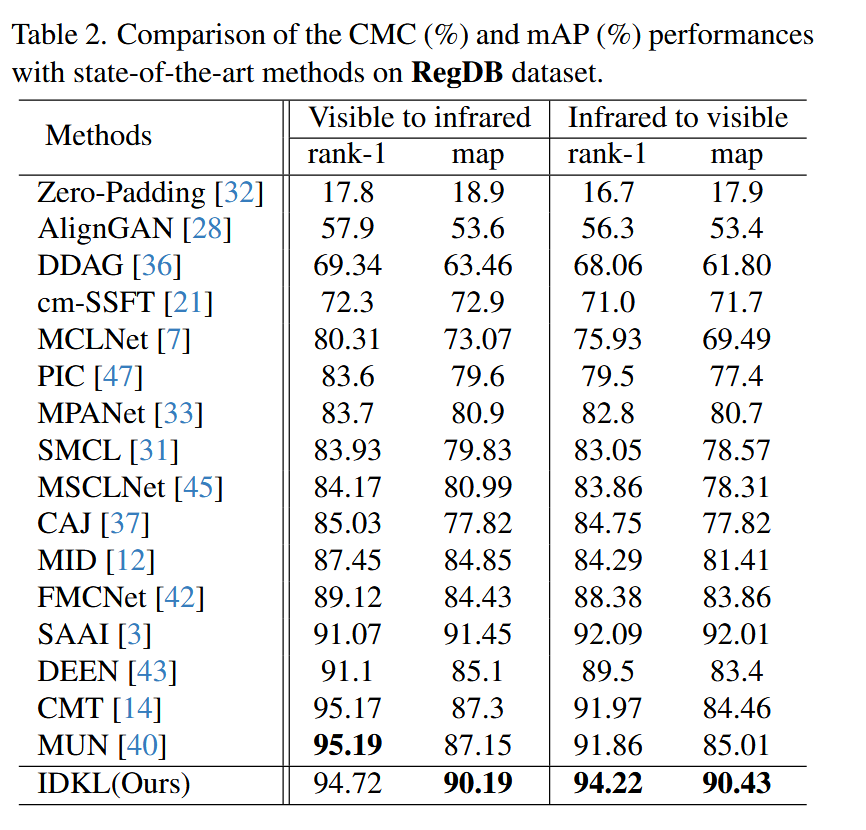 Table 2. Comparison of the CMC (%) and mAP (%) performances
with state-of-the-art methods on RegDB dataset.
Methods Visible to infrared Infrared to visible
rank-1 map rank-1 map
Zero-Padding [32] 17.8 18.9 16.7 17.9
AlignGAN [28] 57.9 53.6 56.3 53.4
DDAG [36] 69.34 63.46 68.06 61.80
cm-SSFT [21] 72.3 72.9 71.0 71.7
MCLNet [7] 80.31 73.07 75.93 69.49
PIC [47] 83.6 79.6 79.5 77.4
MPANet [33] 83.7 80.9 82.8 80.7
SMCL [31] 83.93 79.83 83.05 78.57
MSCLNet [45] 84.17 80.99 83.86 78.31
CAJ [37] 85.03 77.82 84.75 77.82
MID [12] 87.45 84.85 84.29 81.41
FMCNet [42] 89.12 84.43 88.38 83.86
SAAI [3] 91.07 91.45 92.09 92.01
DEEN [43] 91.1 85.1 89.5 83.4
CMT [14] 95.17 87.3 91.97 84.46
MUN [40] 95.19 87.15 91.86 85.01
IDKL(Ours) 94.72 90.19 94.22 90.43